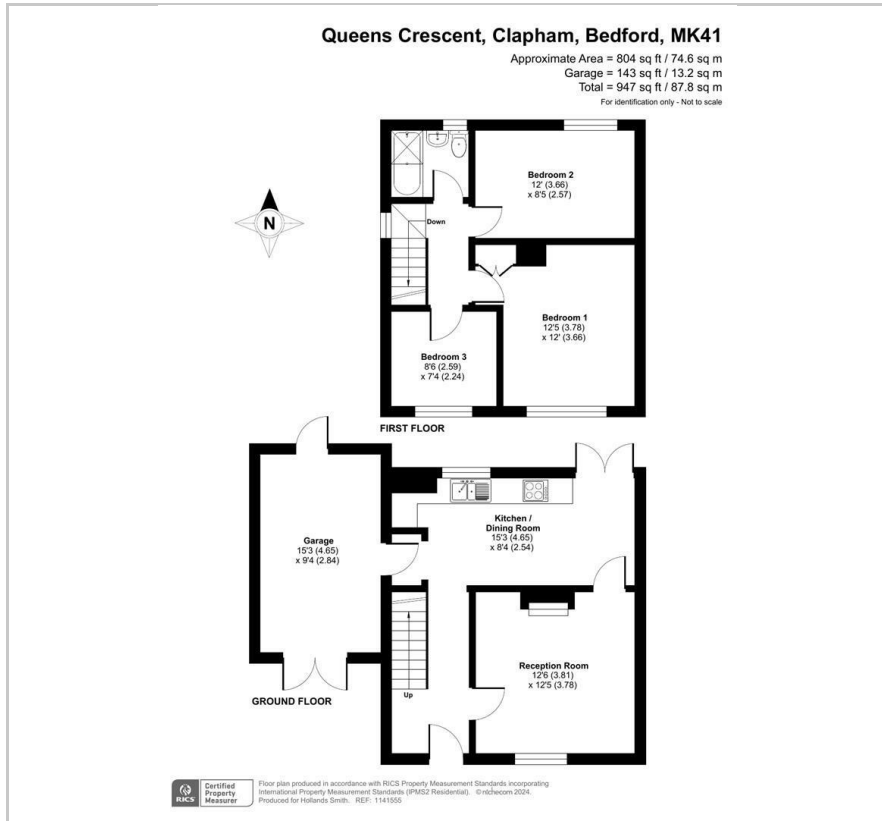 Queens Crescent, Clapham, Bedford, MK41
Approximate Area = 804 sq ft / 74.6 sq m
Garage = 143 sq ft / 13.2 sq m
Total = 947 sq ft / 87.8 sq m
For identification only - Not to scale
Bedroom 2
12' (3.66)
x 8'5 (2.57)
N
Down
Bedroom 1
12'5 (3.78)
x 12' (3.66)
Bedroom 3
8'6 (2.59)
x 7'4 (2.24)
FIRST FLOOR
Kitchen /
Dining Room
15'3 (4.65)
x 8'4 (2.54)
Garage
15'3 (4.65)
x 9'4 (2.84)
Reception Room
12'6 (3.81)
x 12'5 (3.78)
Up
GROUND FLOOR
RICS
Certified
Property
Measurer
Floor plan produced in accordance with RICS Property Measurement Standards incorporating
International Property Measurement Standards (IPMS2 Residential). ©nichecom 2024.
Produced for Hollands Smith. REF: 1141555